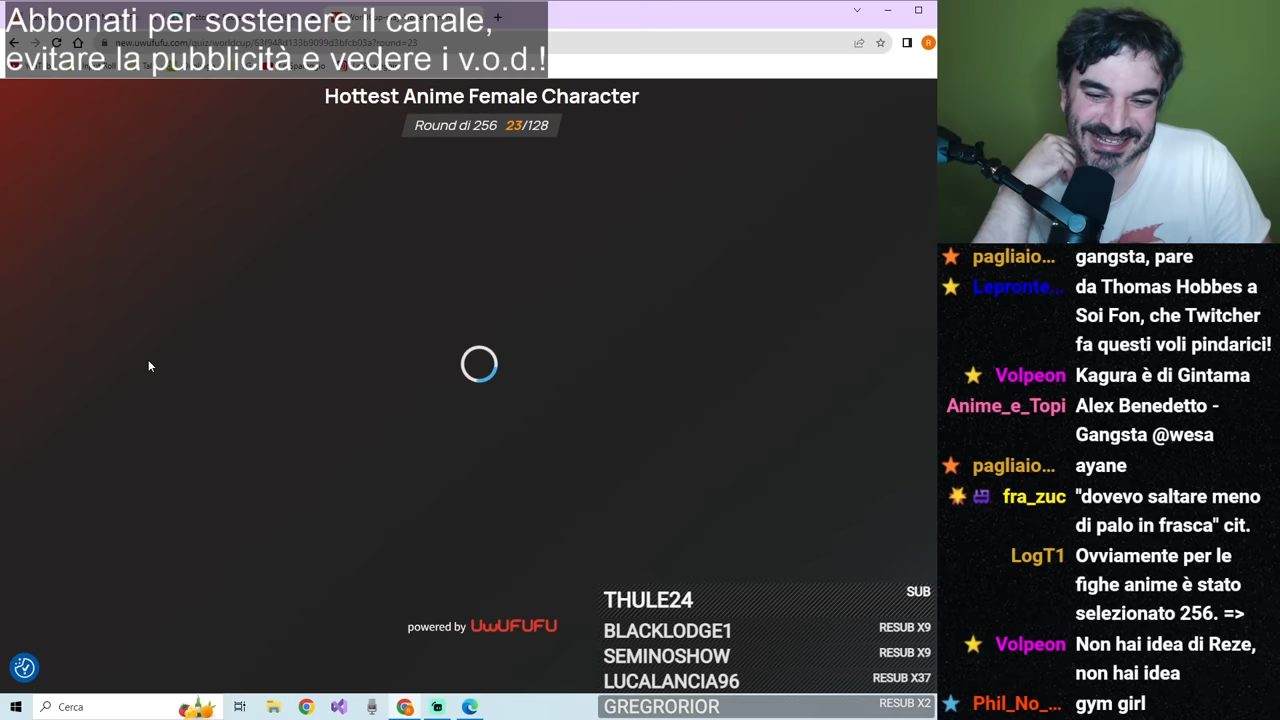 Abbonati per sostenere il canale,
evitare la pubblicità e vedere i v.o.d.!
Hottest Anime Female Character
Round di 256 23/128
powered by UwUFUFU
THULE24 SUB
BLACKLODGE1 RESUB X9
SEMINOSHOW RESUB X9
LUCALANCIA96 RESUB X37
GREGRORIOR RESUB X2
Cerca
pagliaio... gangsta, pare
Lepronte... da Thomas Hobbes a
Soi Fon, che Twitcher
fa questi voli pindarici!
Volpeon Kagura è di Gintama
Anime_e_Topi Alex Benedetto -
Gangsta @wesa
pagliaio... ayane
fra_zuc "dovevo saltare meno
di palo in frasca" cit.
LogT1 Ovviamente per le
fighe anime è stato
selezionato 256. =>
Volpeon Non hai idea di Reze,
non hai idea
Phil_No_... gym girl